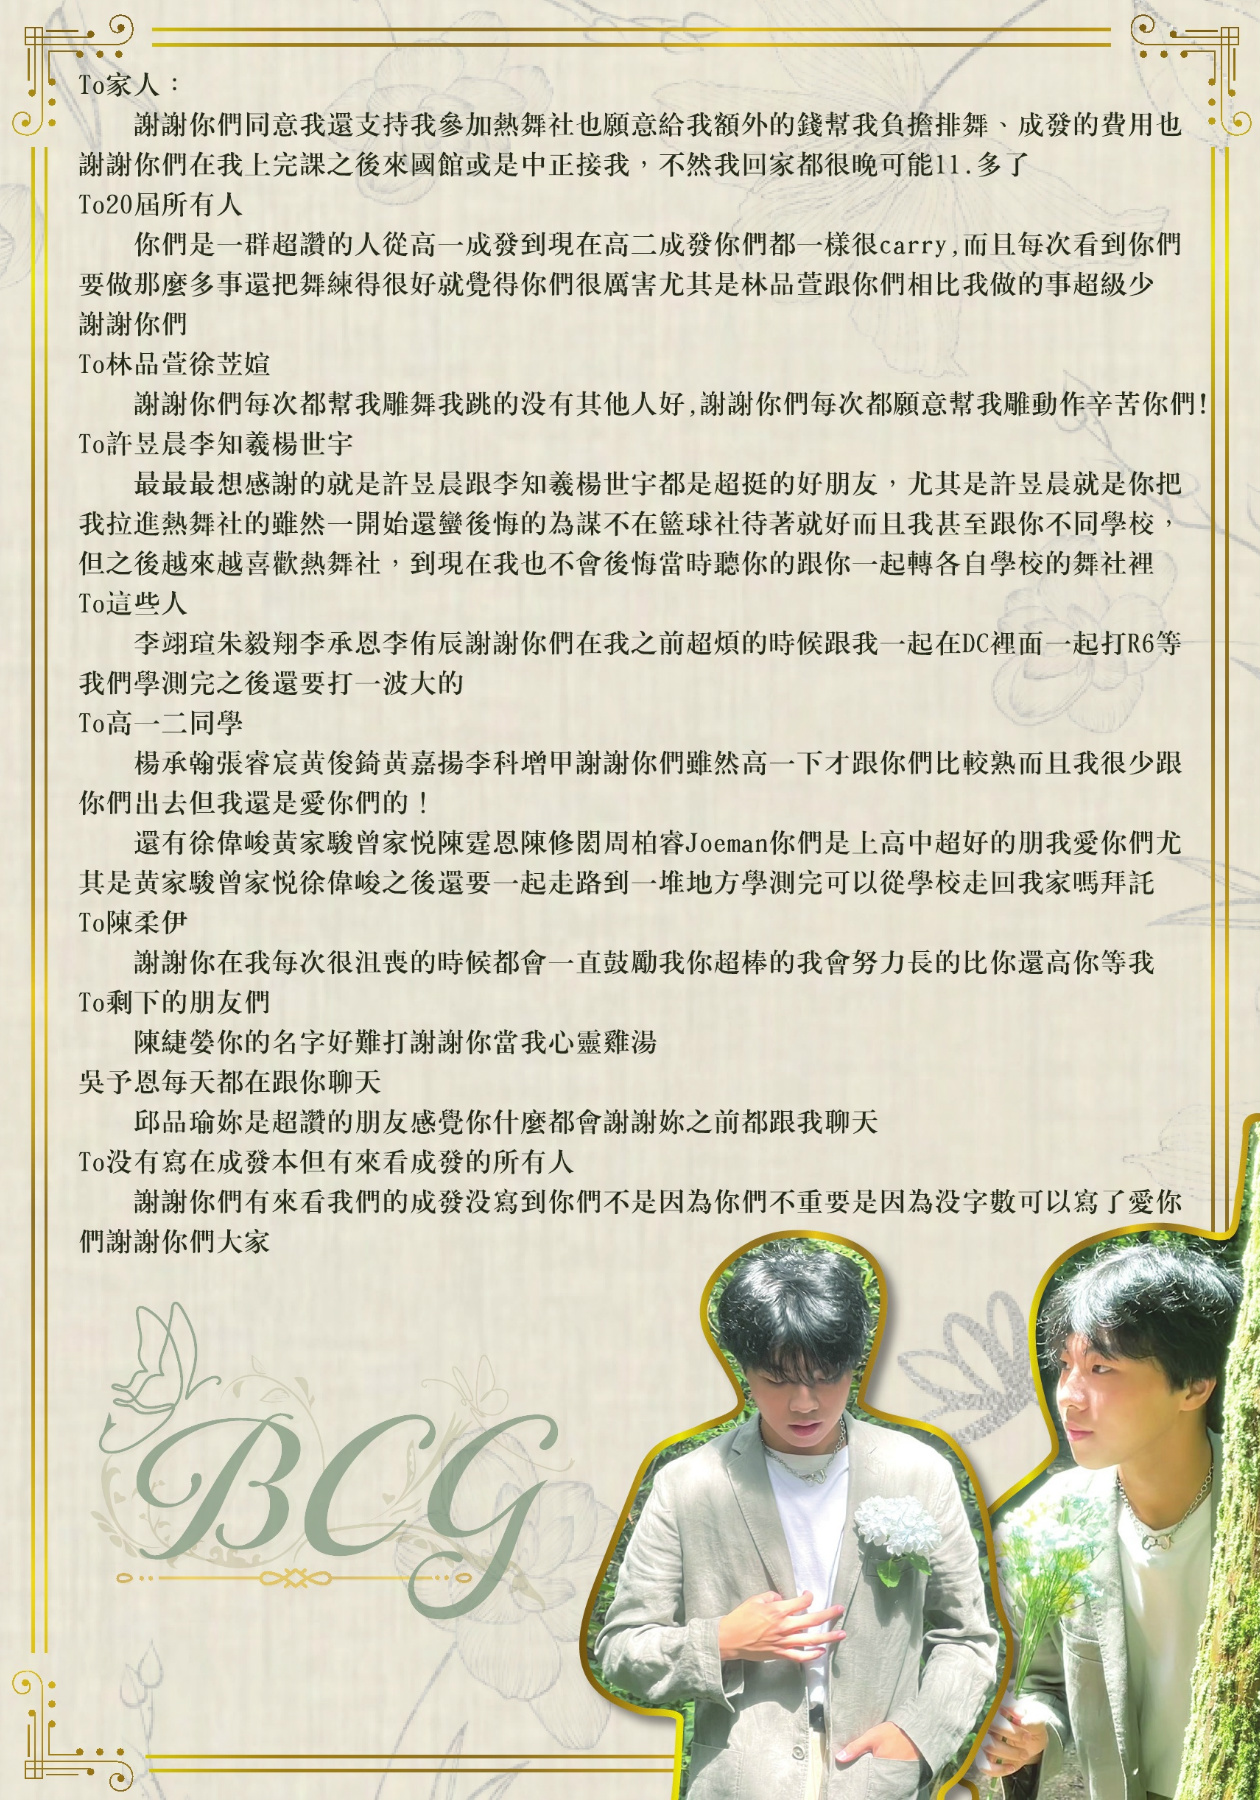 To家人：
謝謝你們同意我還支持我參加熱舞社也願意給我額外的錢幫我負擔排舞、成發的費用也
謝謝你們在我上完課之後來國館或是中正接我，不然我回家都很晚可能11.多了
To20屆所有人
你們是一群超讚的人從高一成發到現在高二成發你們都一樣很carry,而且每次看到你們
要做那麼多事還把舞練得很好就覺得你們很厲害尤其是林品萱跟你們相比我做的事超級少
謝謝你們
To林品萱徐苙媗
謝謝你們每次都幫我雕舞我跳的沒有其他人好,謝謝你們每次都願意幫我雕動作辛苦你們!
To許昱晨李知羲楊世宇
最最最想感謝的就是許昱晨跟李知羲楊世宇都是超挺的好朋友，尤其是許昱晨就是你把
我拉進熱舞社的雖然一開始還蠻後悔的為謀不在籃球社待著就好而且我甚至跟你不同學校，
但之後越來越喜歡熱舞社，到現在我也不會後悔當時聽你的跟你一起轉各自學校的舞社裡
To這些人
李翊瑄朱毅翔李承恩李侑辰謝謝你們在我之前超煩的時候跟我一起在DC裡面一起打R6等
我們學測完之後還要打一波大的
To高一二同學
楊承翰張睿宸黃俊錡黃嘉揚李科增甲謝謝你們雖然高一下才跟你們比較熟而且我很少跟
你們出去但我還是愛你們的！
還有徐偉峻黃家駿曾家悅陳霆恩陳修閎周柏睿Joeman你們是上高中超好的朋我愛你們尤
其是黃家駿曾家悅徐偉峻之後還要一起走路到一堆地方學測完可以從學校走回我家嗎拜託
To陳柔伊
謝謝你在我每次很沮喪的時候都會一直鼓勵我你超棒的我會努力長的比你還高你等我
To剩下的朋友們
陳緁嫈你的名字好難打謝謝你當我心靈雞湯
吳予恩每天都在跟你聊天
邱品瑜妳是超讚的朋友感覺你什麼都會謝謝妳之前都跟我聊天
To沒有寫在成發本但有來看成發的所有人
謝謝你們有來看我們的成發沒寫到你們不是因為你們不重要是因為沒字數可以寫了愛你
們謝謝你們大家
BCG